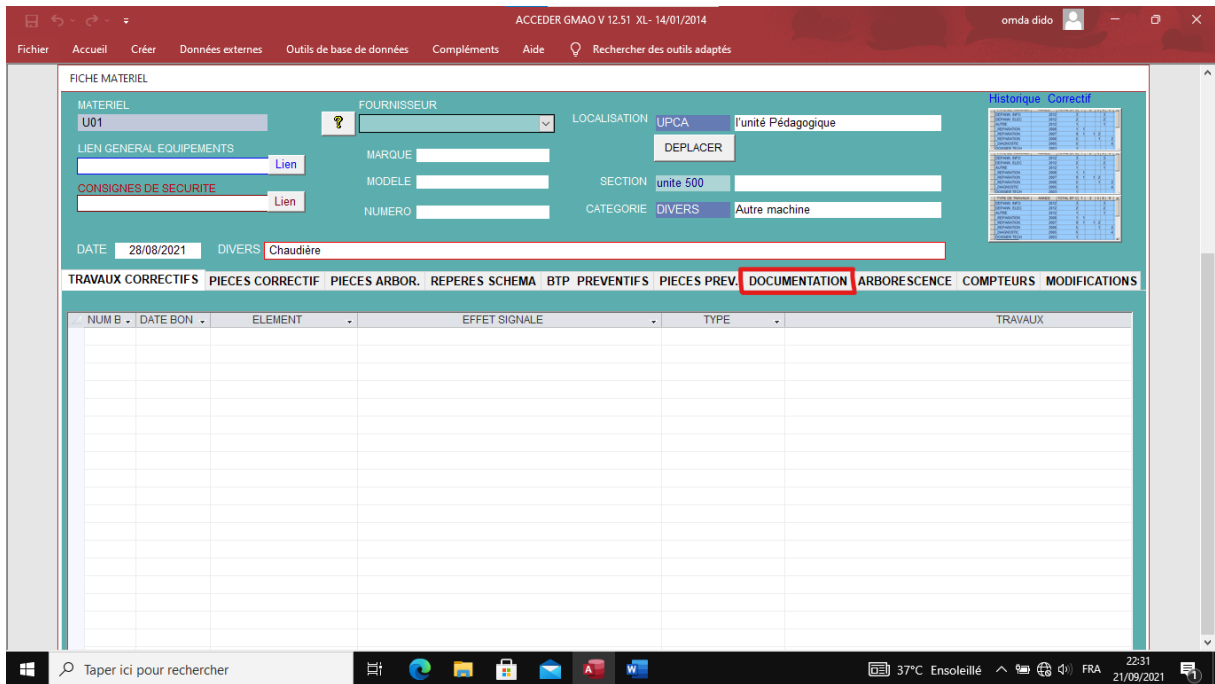 ACCEDER GMAO V 12.51 XL- 14/01/2014
omda dido
Fichier Accueil Créer Données externes Outils de base de données Compléments Aide Rechercher des outils adaptés
FICHE MATERIEL
MATERIEL FOURNISSEUR Historique Correctif
U01 ? LOCALISATION UPCA l'unité Pédagogique
LIEN GENERAL EQUIPEMENTS MARQUE DEPLACER
Lien
CONSIGNES DE SECURITE MODELE SECTION unite 500
Lien
NUMERO CATEGORIE DIVERS Autre machine
DATE 28/08/2021 DIVERS Chaudiére
TRAVAUX CORRECTIFS PIECES CORRECTIF PIECES ARBOR. REPERES SCHEMA BTP PREVENTIFS PIECES PREV. DOCUMENTATION ARBORESCENCE COMPTEURS MODIFICATIONS
NUM B DATE BON ELEMENT EFFET SIGNALE TYPE TRAVAUX
Taper ici pour rechercher 37°C Ensoleillé FRA 22:31
21/09/2021